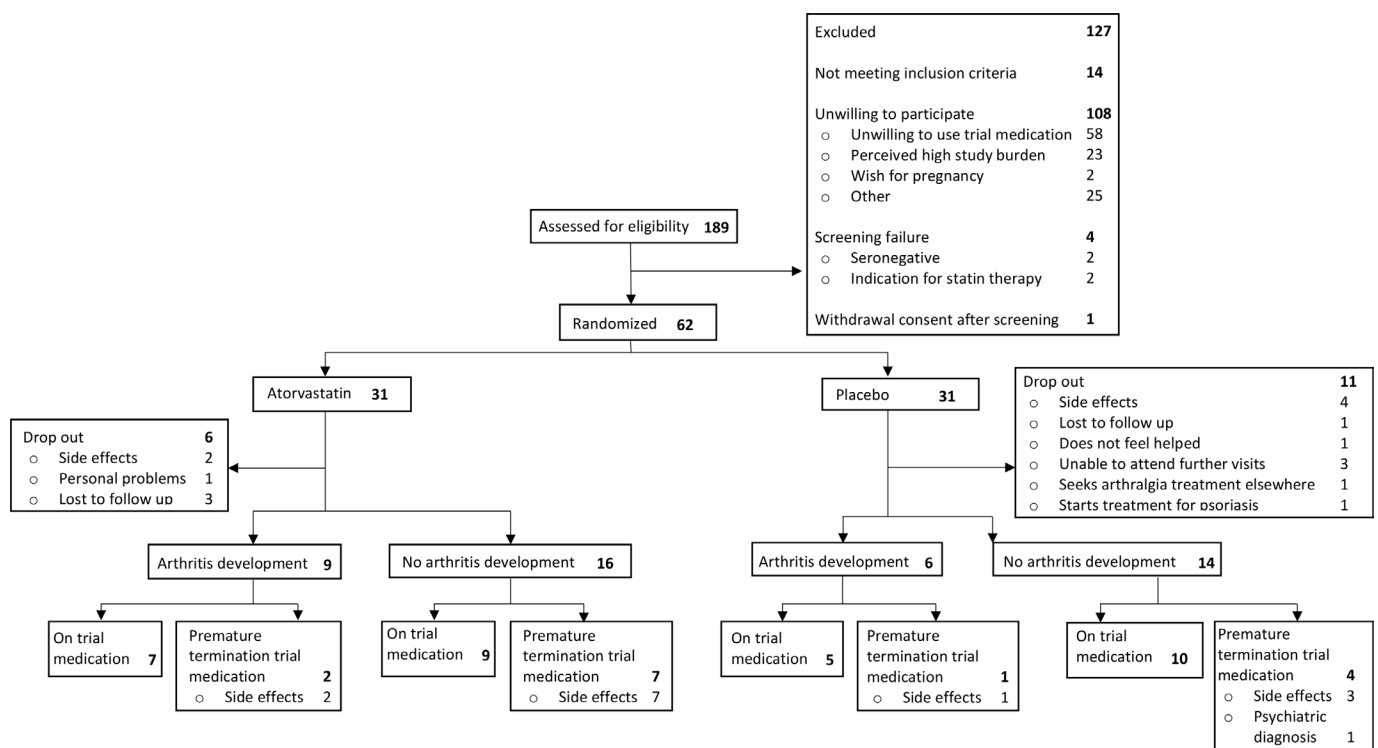 Excluded 127
Not meeting inclusion criteria 14
Unwilling to participate 108
○ Unwilling to use trial medication 58
○ Perceived high study burden 23
○ Wish for pregnancy 2
○ Other 25
Screening failure 4
○ Seronegative 2
○ Indication for statin therapy 2
Withdrawal consent after screening 1
Assessed for eligibility 189
Randomized 62
Atorvastatin 31
Placebo 31
Drop out 6
○ Side effects 2
○ Personal problems 1
○ Lost to follow up 3
Drop out 11
○ Side effects 4
○ Lost to follow up 1
○ Does not feel helped 1
○ Unable to attend further visits 3
○ Seeks arthralgia treatment elsewhere 1
○ Starts treatment for psoriasis 1
Arthritis development 9
No arthritis development 16
Arthritis development 6
No arthritis development 14
On trial
medication 7
Premature
termination trial
medication 2
○ Side effects 2
On trial
medication 9
Premature
termination trial
medication 7
○ Side effects 7
On trial
medication 5
Premature
termination trial
medication 1
○ Side effects 1
On trial
medication 10
Premature
termination trial
medication 4
○ Side effects 3
○ Psychiatric
diagnosis 1